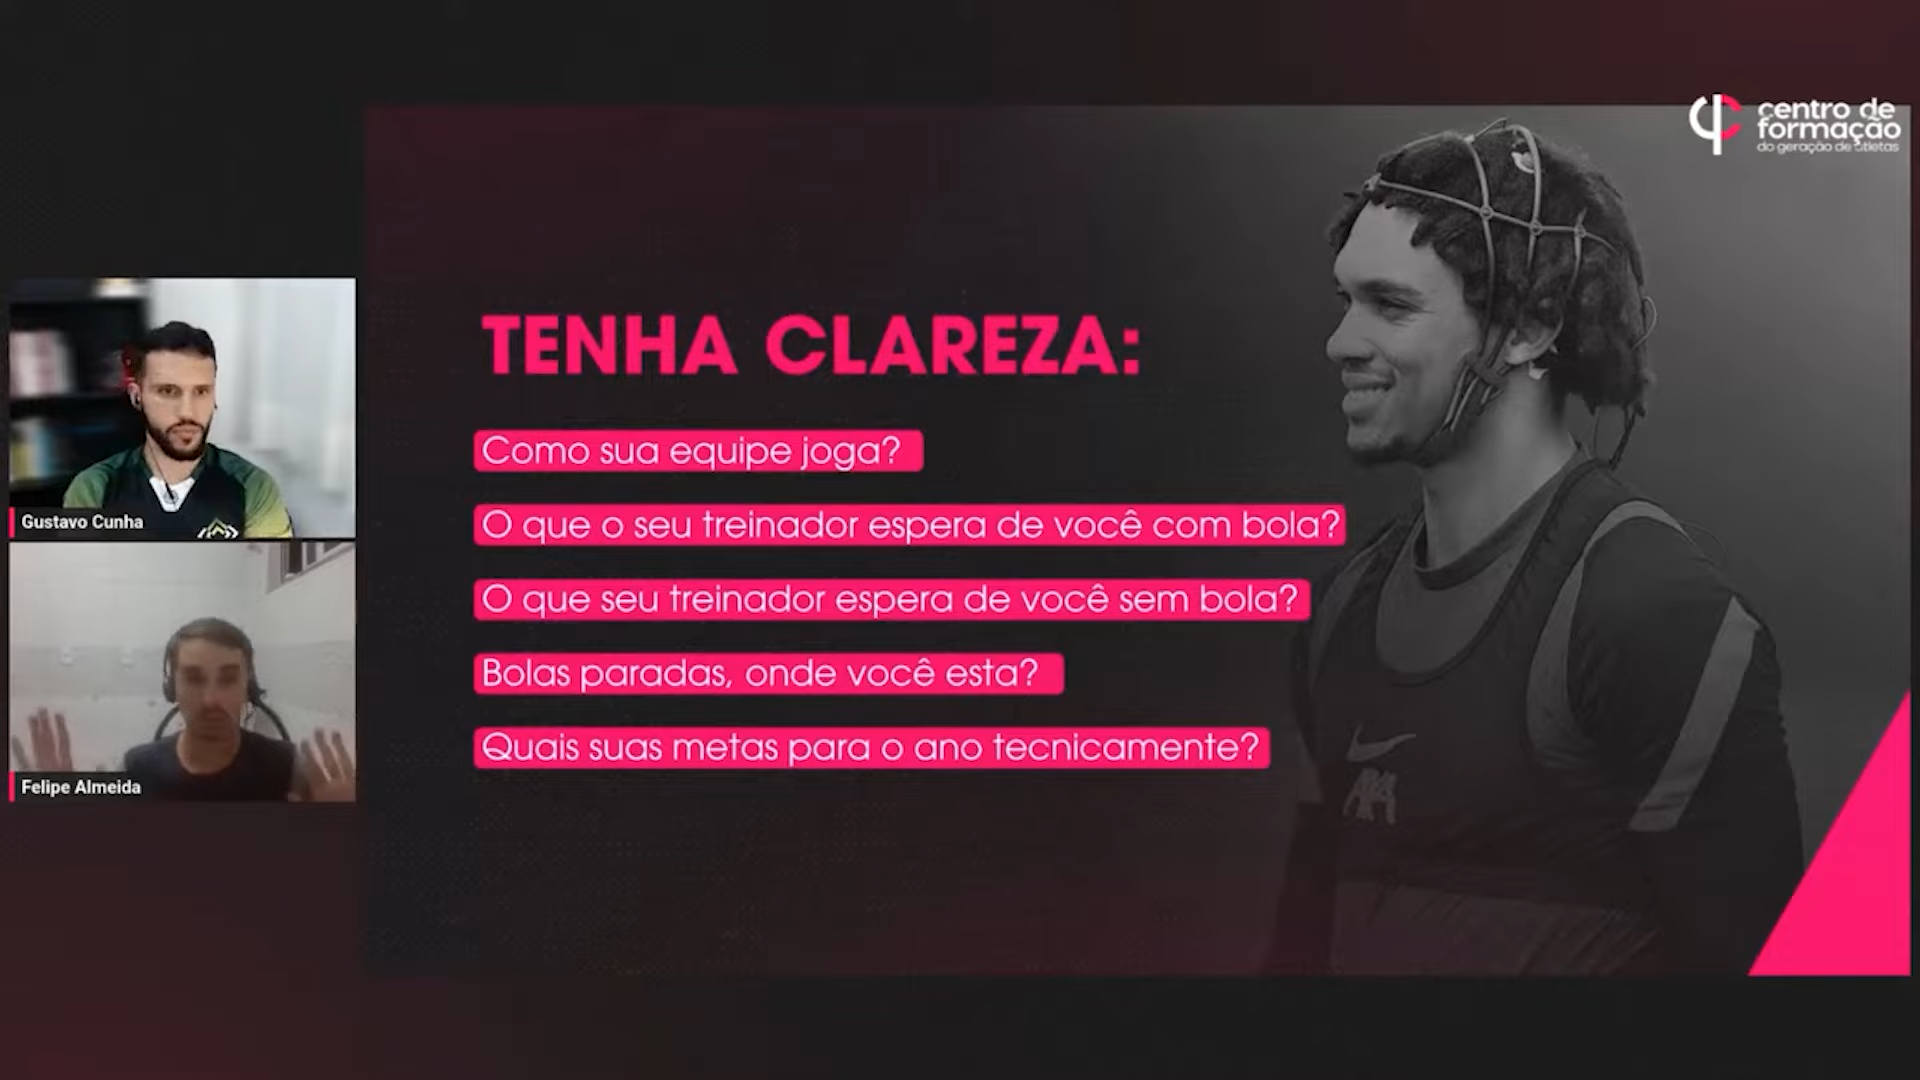 centro de
formação
do geração de atletas
TENHA CLAREZA:
Como sua equipe joga?
O que o seu treinador espera de você com bola?
O que seu treinador espera de você sem bola?
Bolas paradas, onde você esta?
Quais suas metas para o ano tecnicamente?
Gustavo Cunha
Felipe Almeida